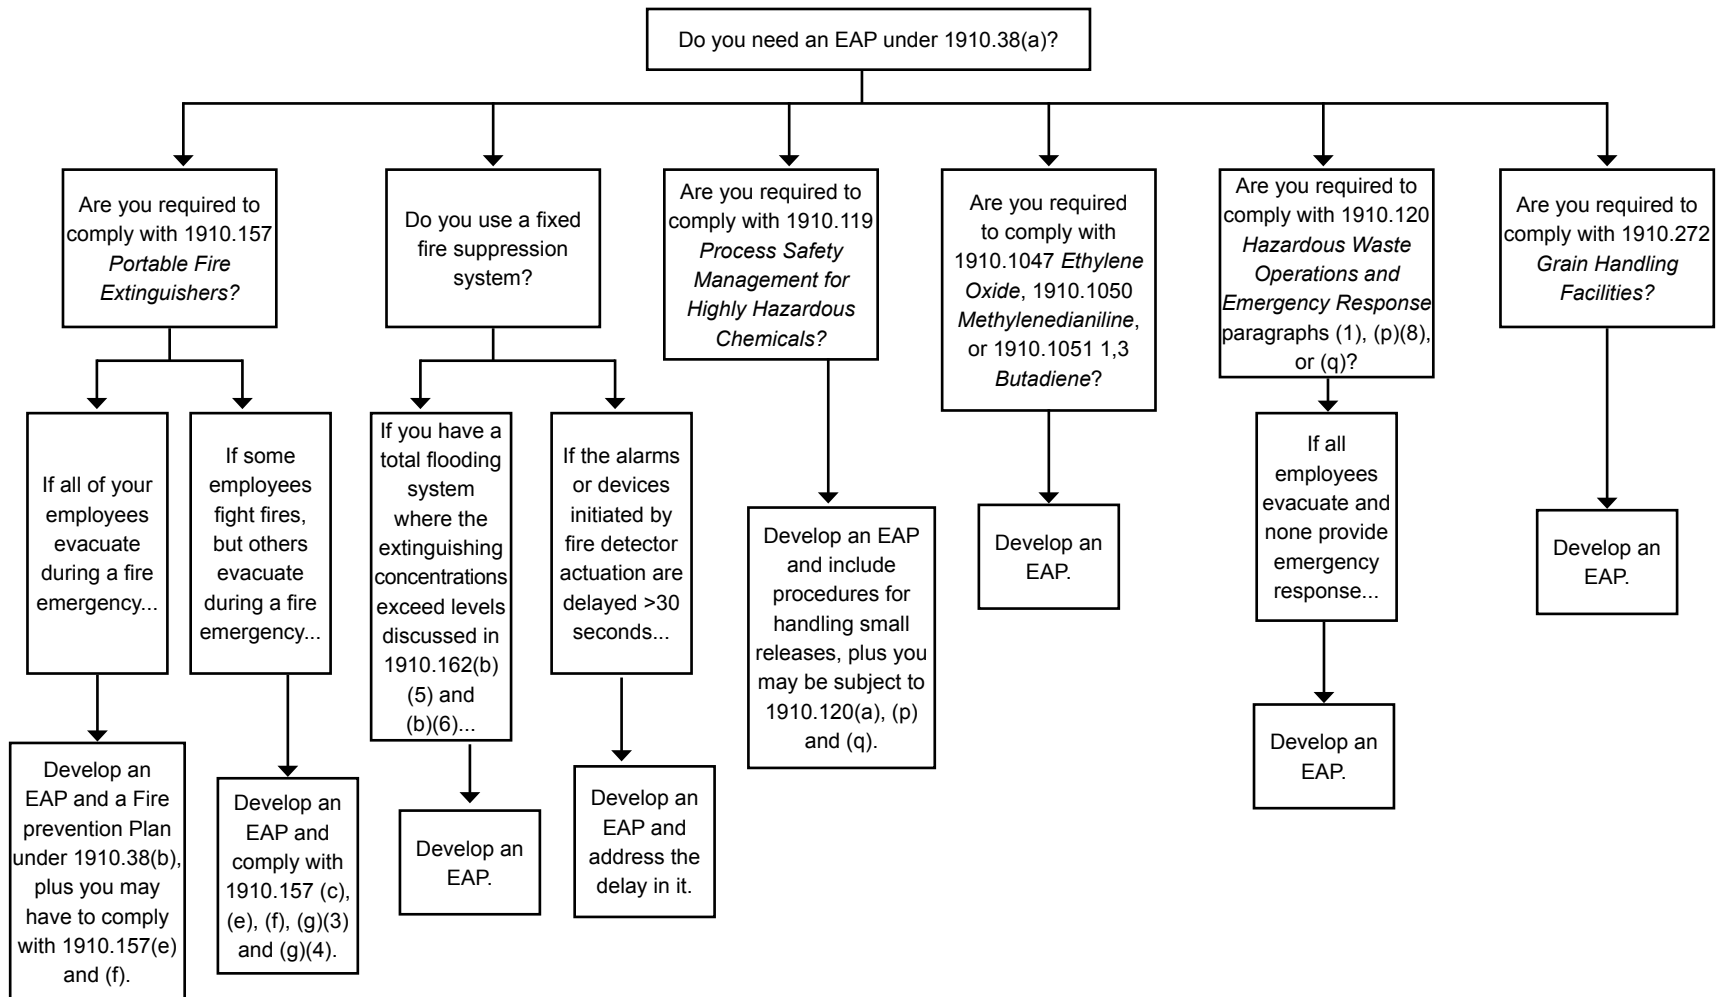 Do you need an EAP under 1910.38(a)?
Are you required to
comply with 1910.157
Portable Fire
Extinguishers?
Do you use a fixed
fire suppression
system?
Are you required to
comply with 1910.119
Process Safety
Management for
Highly Hazardous
Chemicals?
Are you required
to comply with
1910.1047 Ethylene
Oxide, 1910.1050
Methylenedianiline,
or 1910.1051 1,3
Butadiene?
Are you required to
comply with 1910.120
Hazardous Waste
Operations and
Emergency Response
paragraphs (1), (p)(8),
or (q)?
Are you required to
comply with 1910.272
Grain Handling
Facilities?
If all of your
employees
evacuate
during a fire
emergency...
If some
employees
fight fires,
but others
evacuate
during a fire
emergency...
If you have a
total flooding
system
where the
extinguishing
concentrations
exceed levels
discussed in
1910.162(b)
(5) and
(b)(6)...
If the alarms
or devices
initiated by
fire detector
actuation are
delayed >30
seconds...
Develop an EAP
and include
procedures for
handling small
releases, plus you
may be subject to
1910.120(a), (p)
and (q).
Develop an
EAP.
If all
employees
evacuate and
none provide
emergency
response...
Develop an
EAP.
Develop an
EAP and a Fire
prevention Plan
under 1910.38(b),
plus you may
have to comply
with 1910.157(e)
and (f).
Develop an
EAP and
comply with
1910.157 (c),
(e), (f), (g)(3)
and (g)(4).
Develop an
EAP.
Develop an
EAP and
address the
delay in it.
Develop an
EAP.